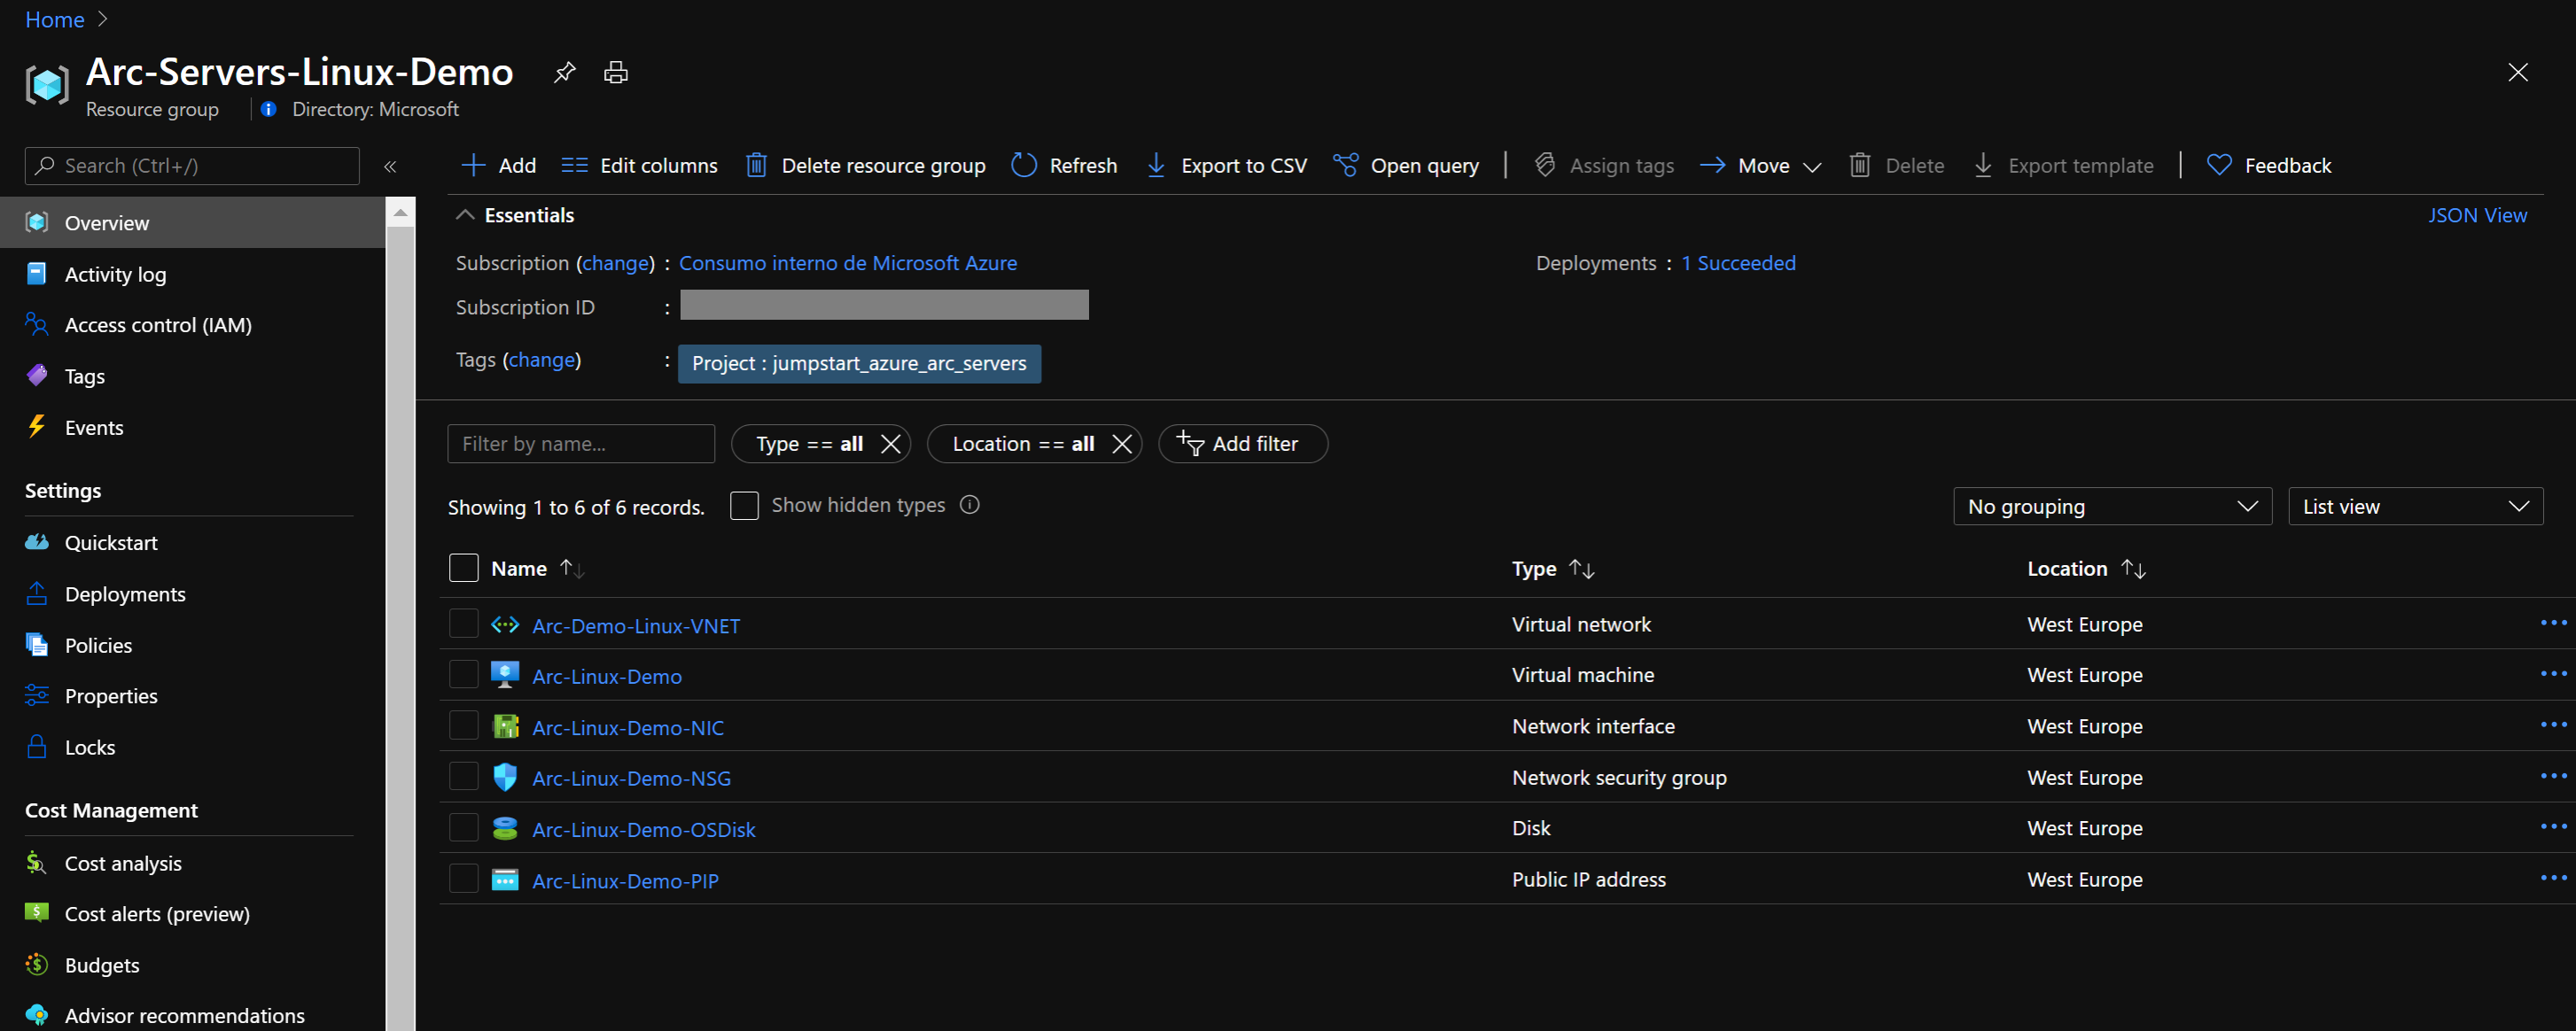 Home
Arc-Servers-Linux-Demo
Resource group
Directory: Microsoft
Search (Ctrl+/)
«
Add
Edit columns
Delete resource group
Refresh
Export to CSV
Open query
Assign tags
Move
Delete
Export template
Feedback
Overview
Activity log
Access control (IAM)
Tags
Events
Settings
Quickstart
Deployments
Policies
Properties
Locks
Cost Management
Cost analysis
Cost alerts (preview)
Budgets
Advisor recommendations
Essentials
JSON View
Subscription (change) : Consumo interno de Microsoft Azure
Deployments : 1 Succeeded
Subscription ID :
Tags (change) : Project : jumpstart_azure_arc_servers
Filter by name...
Type == all
Location == all
Add filter
Showing 1 to 6 of 6 records.
Show hidden types
No grouping
List view
Name Type Location
Arc-Demo-Linux-VNET Virtual network West Europe
Arc-Linux-Demo Virtual machine West Europe
Arc-Linux-Demo-NIC Network interface West Europe
Arc-Linux-Demo-NSG Network security group West Europe
Arc-Linux-Demo-OSDisk Disk West Europe
Arc-Linux-Demo-PIP Public IP address West Europe